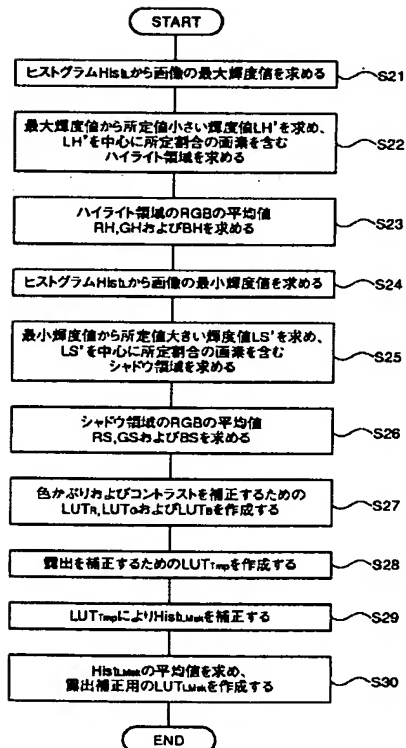 START
ヒストグラムHistLから画像の最大輝度値を求める
S21
最大輝度値から所定値小さい輝度値LH'を求め、
LH'を中心に所定割合の画素を含む
ハイライト領域を求める
S22
ハイライト領域のRGBの平均値
RH,GHおよびBHを求める
S23
ヒストグラムHistLから画像の最小輝度値を求める
S24
最小輝度値から所定値大きい輝度値LS'を求め、
LS'を中心に所定割合の画素を含む
シャドウ領域を求める
S25
シャドウ領域のRGBの平均値
RS,GSおよびBSを求める
S26
色かぶりおよびコントラストを補正するための
LUTR,LUTGおよびLUTBを作成する
S27
露出を補正するためのLUTTmpを作成する
S28
LUTTmpによりHistLMskを補正する
S29
HistLMskの平均値を求め、
露出補正用のLUTLMskを作成する
S30
END